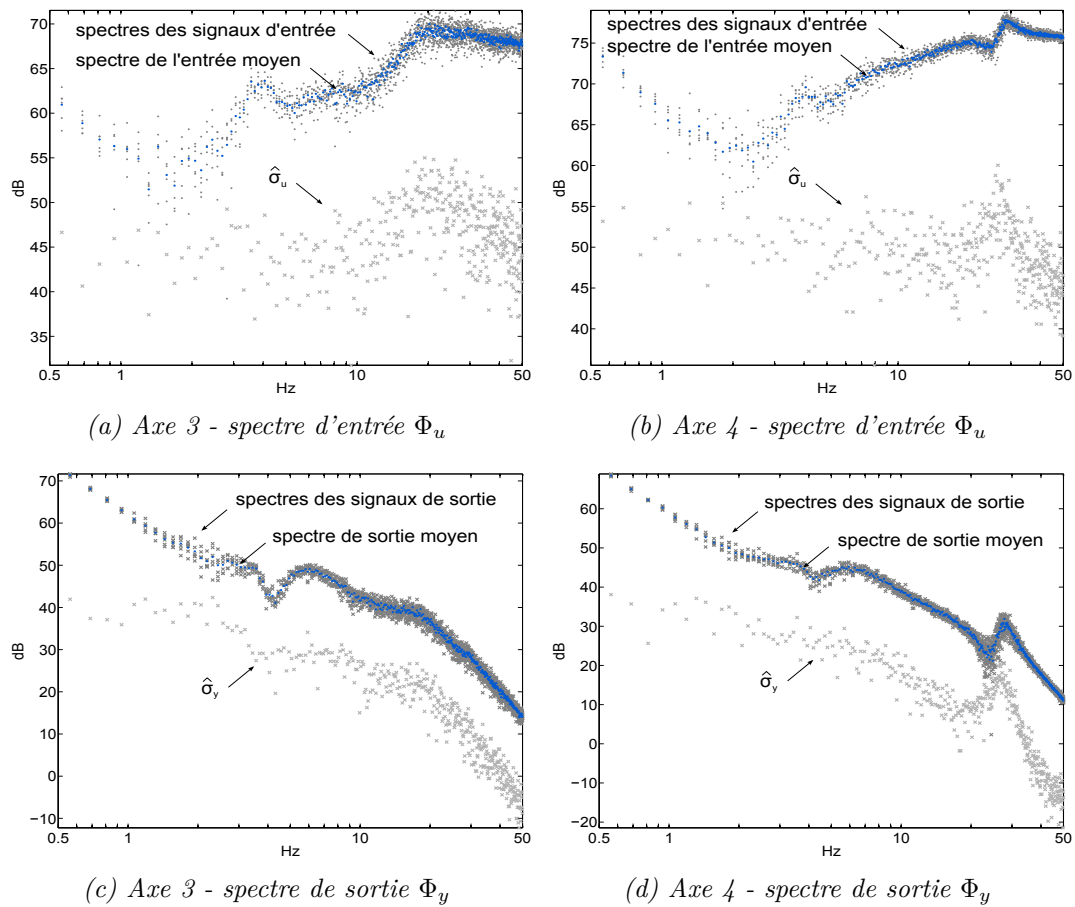 70
65
60
55
50
45
40
35
dB
spectres des signaux d'entrée
spectre de l'entrée moyen
σ̂u
0.5
1
10
50
Hz
(a) Axe 3 - spectre d'entrée Φu
75
70
65
60
55
50
45
40
dB
spectres des signaux d'entrée
spectre de l'entrée moyen
σ̂u
0.5
1
10
50
Hz
(b) Axe 4 - spectre d'entrée Φu
70
60
50
40
30
20
10
0
−10
dB
spectres des signaux de sortie
spectre de sortie moyen
σ̂y
0.5
1
10
50
Hz
(c) Axe 3 - spectre de sortie Φy
60
50
40
30
20
10
0
−10
−20
dB
spectres des signaux de sortie
spectre de sortie moyen
σ̂y
0.5
1
10
50
Hz
(d) Axe 4 - spectre de sortie Φy